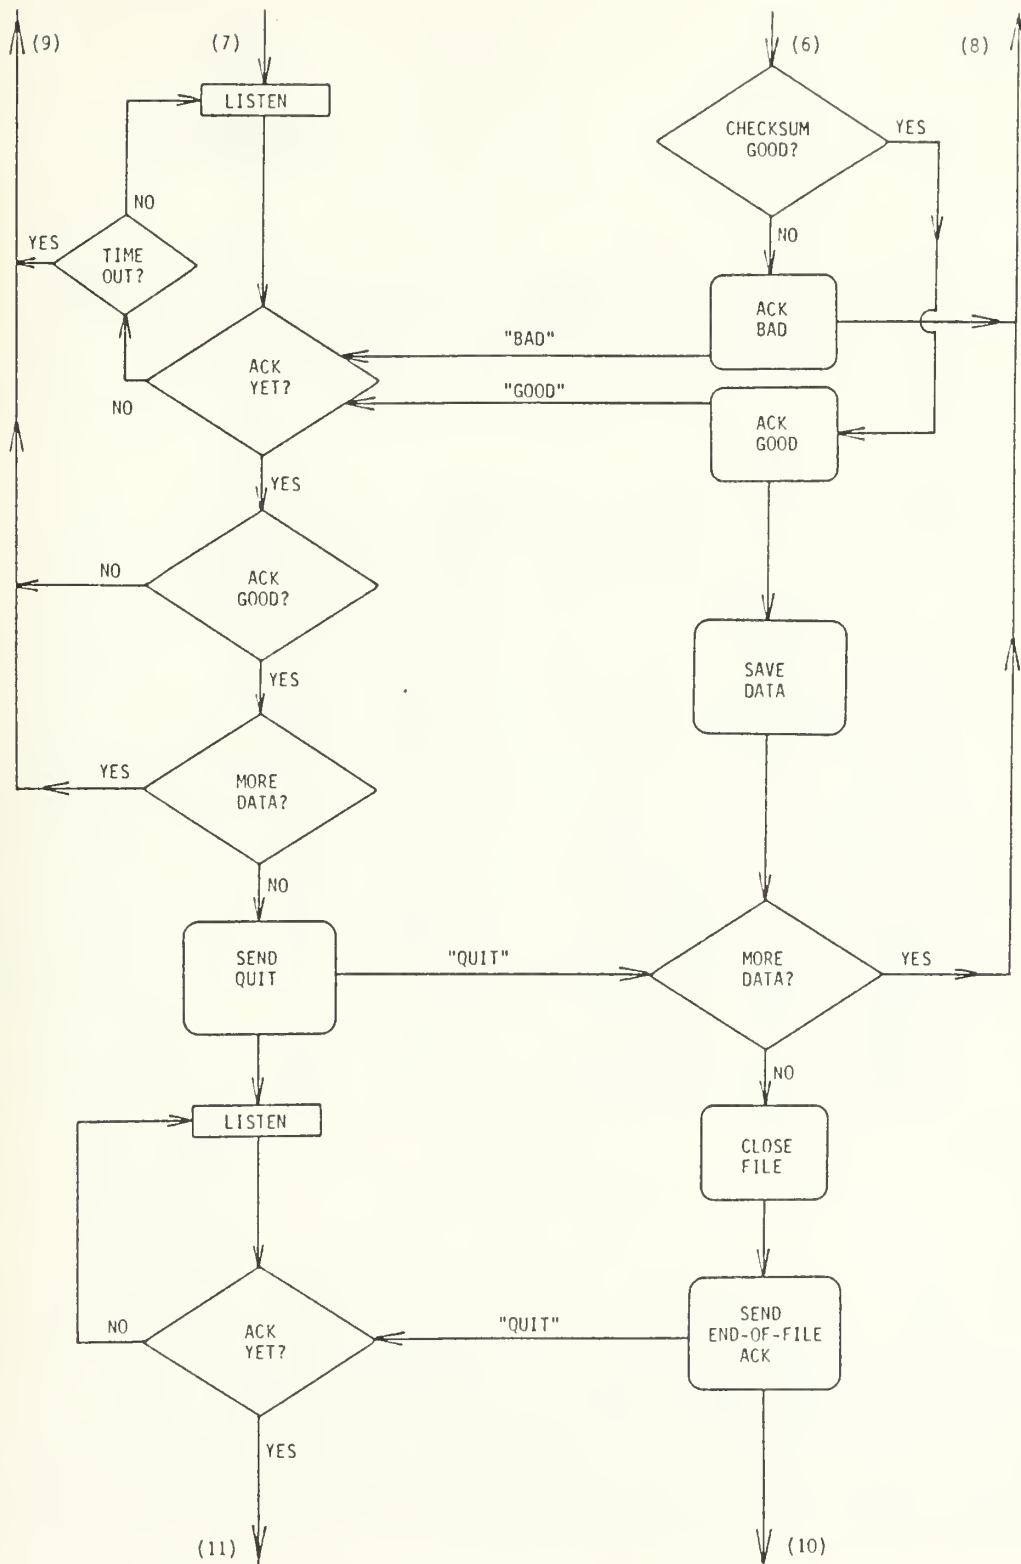 (9)
(7)
(6)
(8)
LISTEN
CHECKSUM
GOOD?
YES
NO
NO
YES
TIME
OUT?
ACK
BAD
"BAD"
ACK
YET?
"GOOD"
NO
ACK
GOOD
YES
NO
ACK
GOOD?
YES
SAVE
DATA
YES
MORE
DATA?
NO
SEND
QUIT
"QUIT"
MORE
DATA?
YES
NO
LISTEN
CLOSE
FILE
NO
ACK
YET?
"QUIT"
SEND
END-OF-FILE
ACK
YES
(11)
(10)